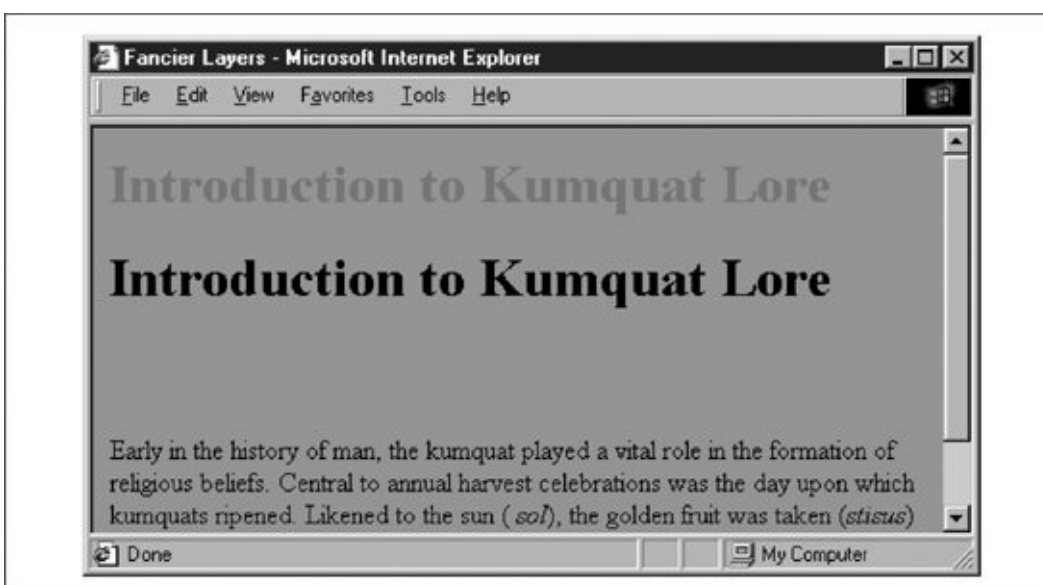 Fancier Layers - Microsoft Internet Explorer
File Edit View Favorites Tools Help
Introduction to Kumquat Lore
Introduction to Kumquat Lore
Early in the history of man, the kumquat played a vital role in the formation of
religious beliefs. Central to annual harvest celebrations was the day upon which
kumquats ripened. Likened to the sun ( sol), the golden fruit was taken (stisus)
Done My Computer